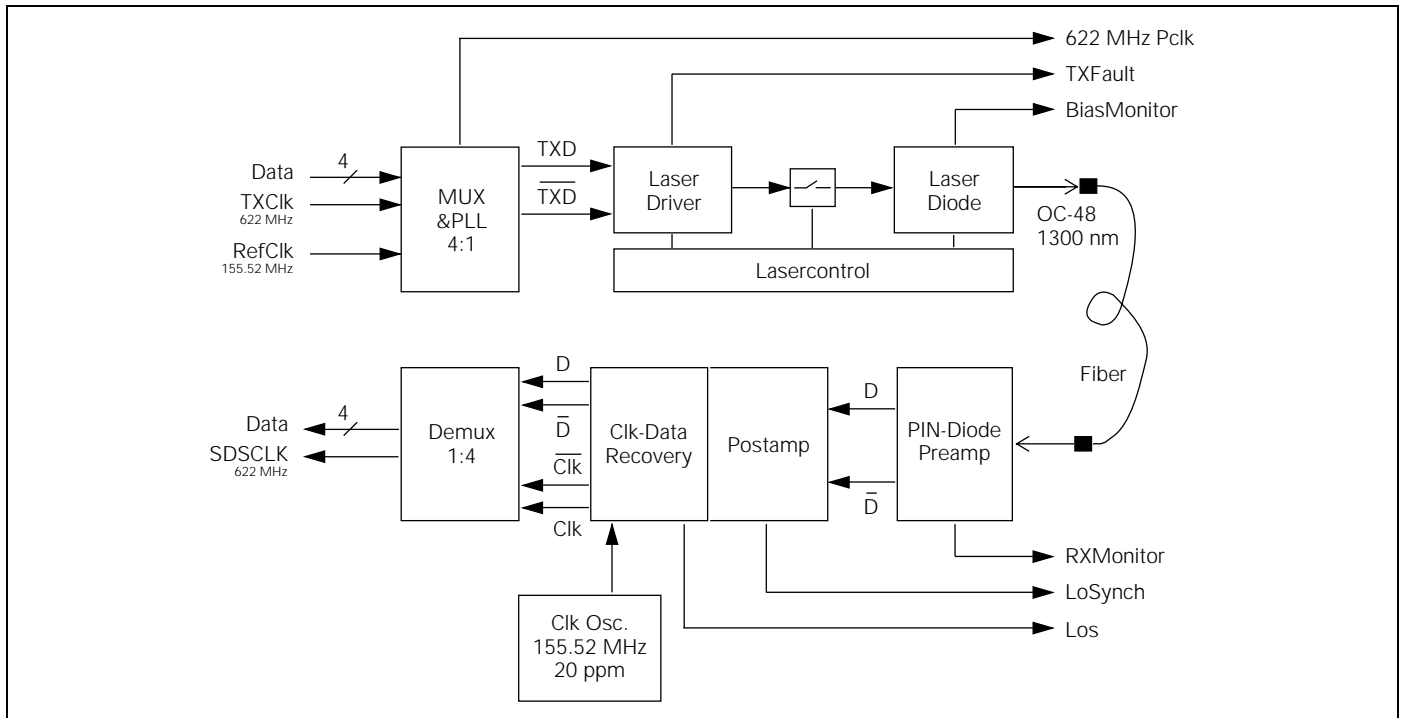 622 MHz Pclk
TXFault
BiasMonitor
Data
4
TXClk
622 MHz
RefClk
155.52 MHz
MUX
&PLL
4:1
TXD
T̅X̅D̅
Laser
Driver
Laser
Diode
Lasercontrol
OC-48
1300 nm
Fiber
Data
4
SDSCLK
622 MHz
Demux
1:4
D
D̅
C̅l̅k̅
Clk
Clk-Data
Recovery
Postamp
D
D̅
PIN-Diode
Preamp
RXMonitor
LoSynch
Los
Clk Osc.
155.52 MHz
20 ppm